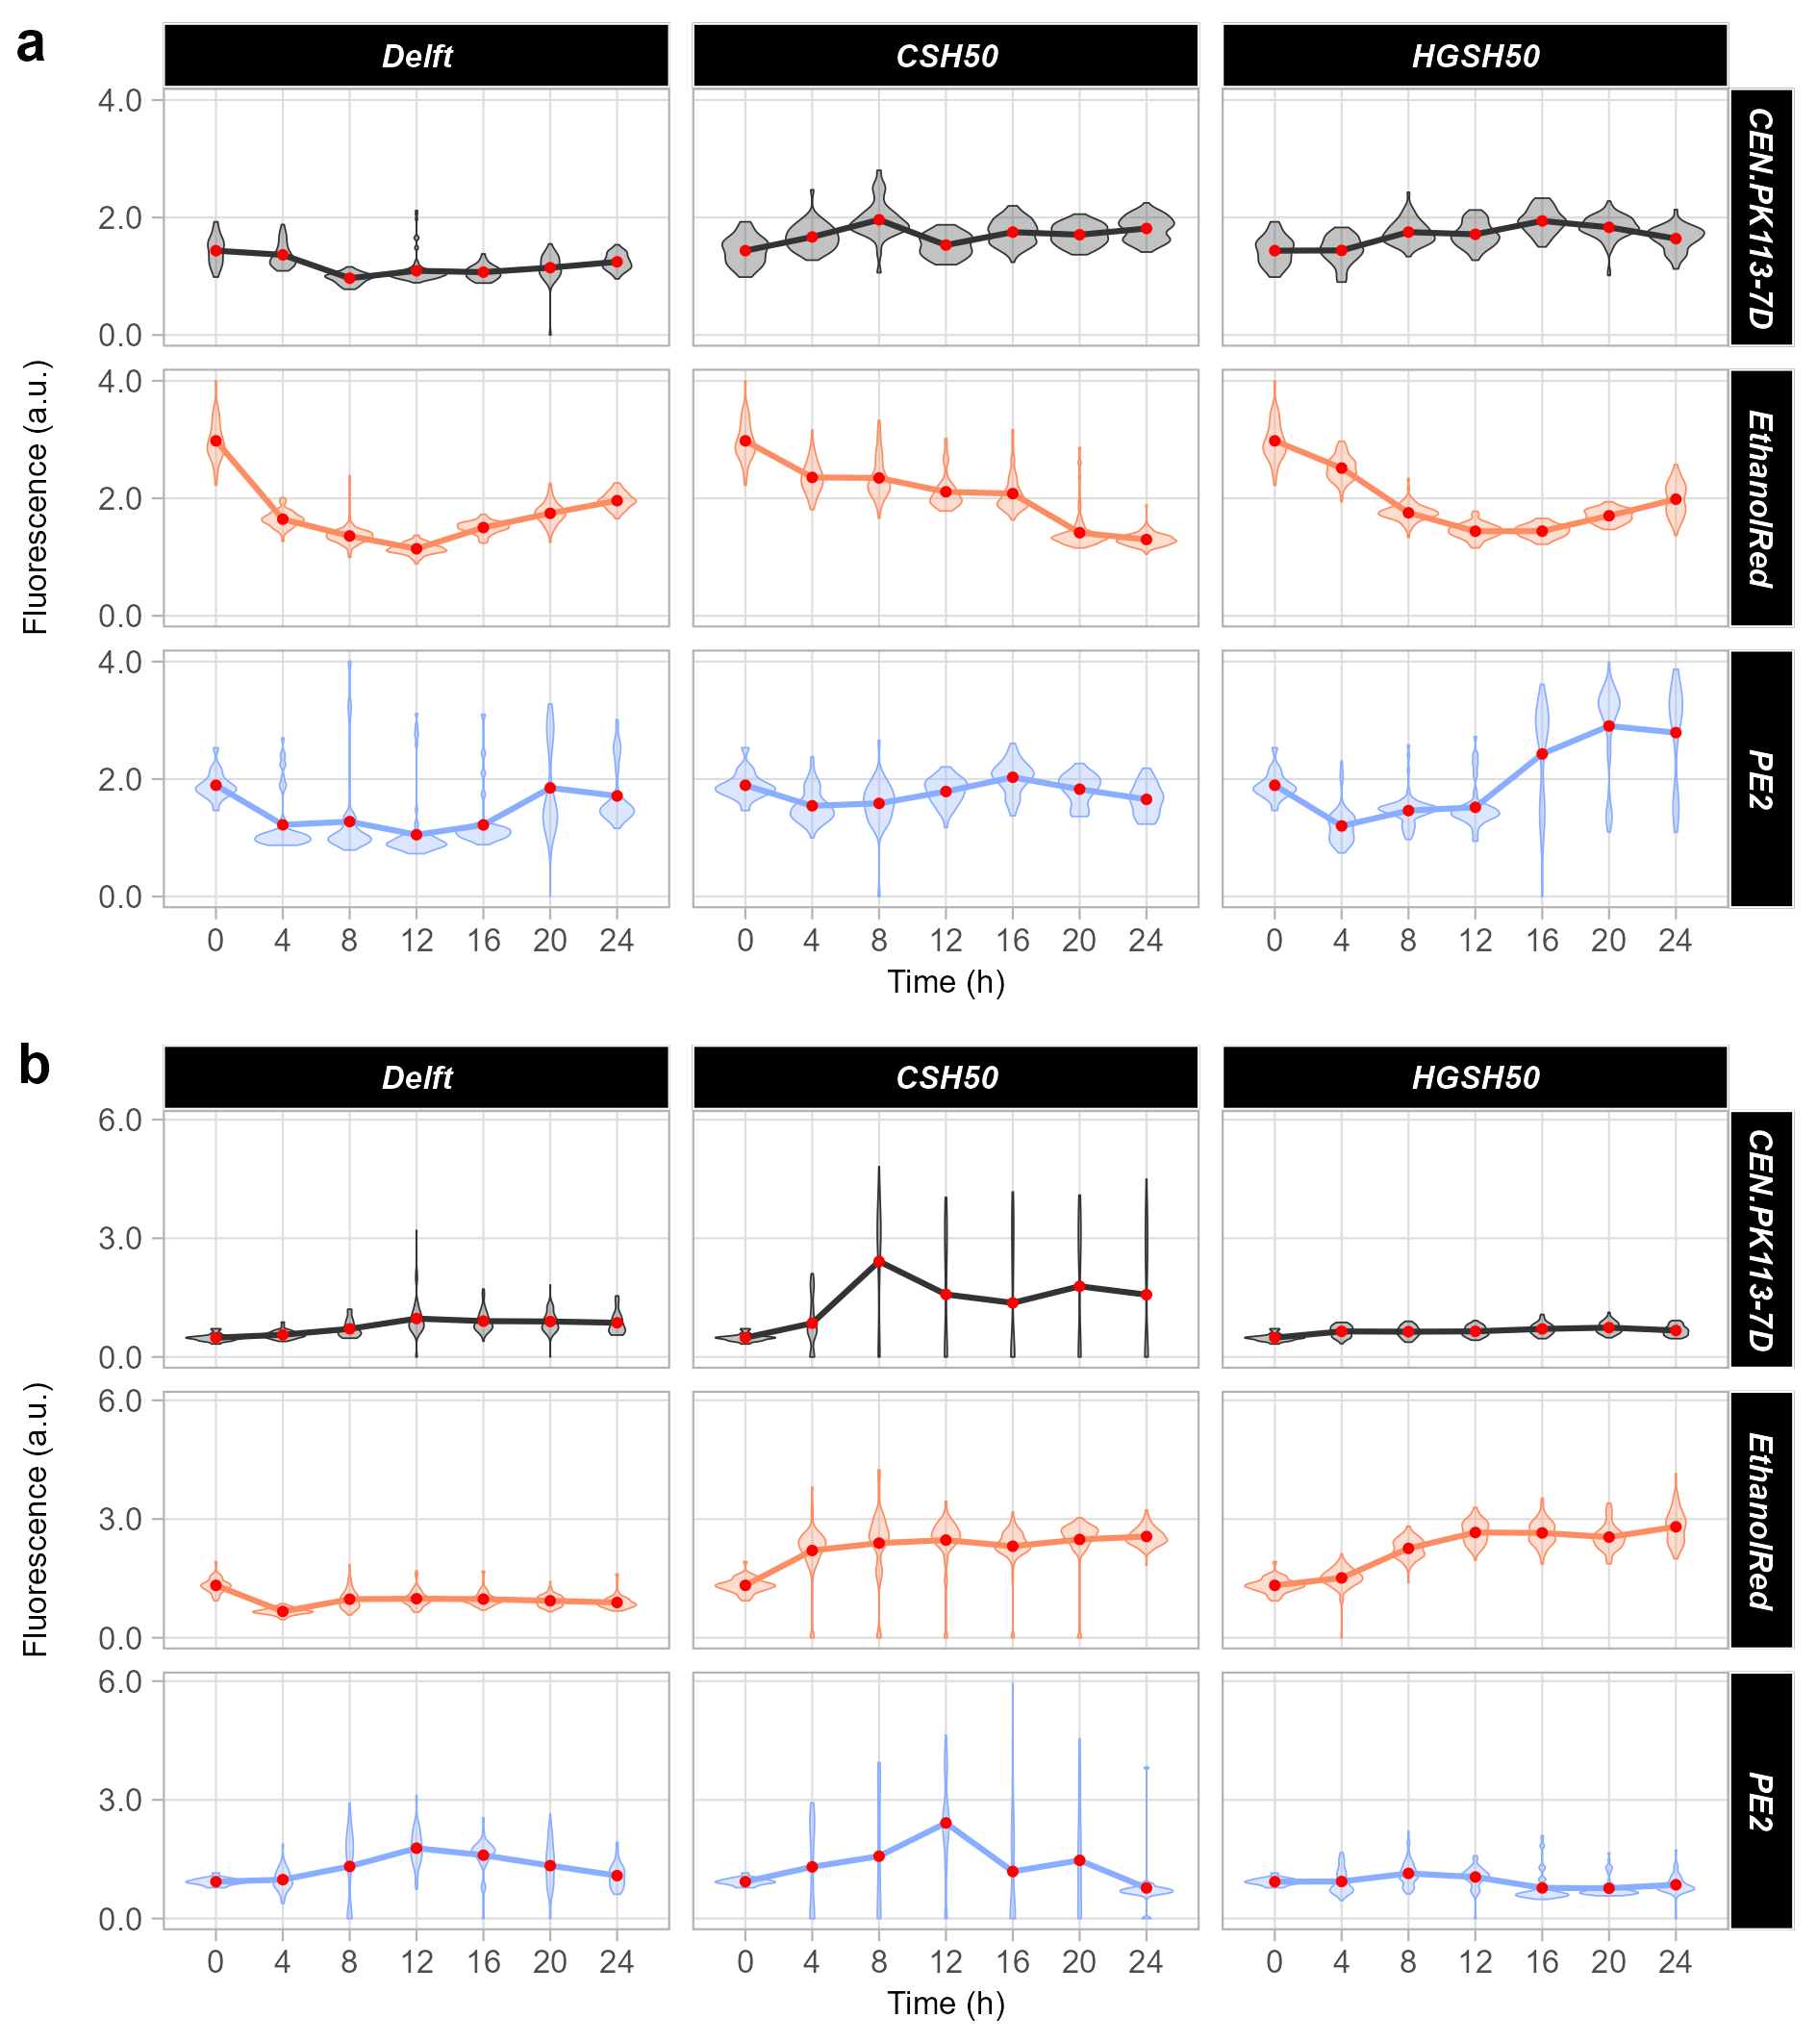 a
Delft CSH50 HGSH50
4.0
2.0
0.0
CEN.PK113-7D
Fluorescence (a.u.)
4.0
2.0
0.0
EthanolRed
4.0
2.0
0.0
PE2
0 4 8 12 16 20 24 0 4 8 12 16 20 24 0 4 8 12 16 20 24
Time (h)
b
Delft CSH50 HGSH50
6.0
3.0
0.0
CEN.PK113-7D
Fluorescence (a.u.)
6.0
3.0
0.0
EthanolRed
6.0
3.0
0.0
PE2
0 4 8 12 16 20 24 0 4 8 12 16 20 24 0 4 8 12 16 20 24
Time (h)